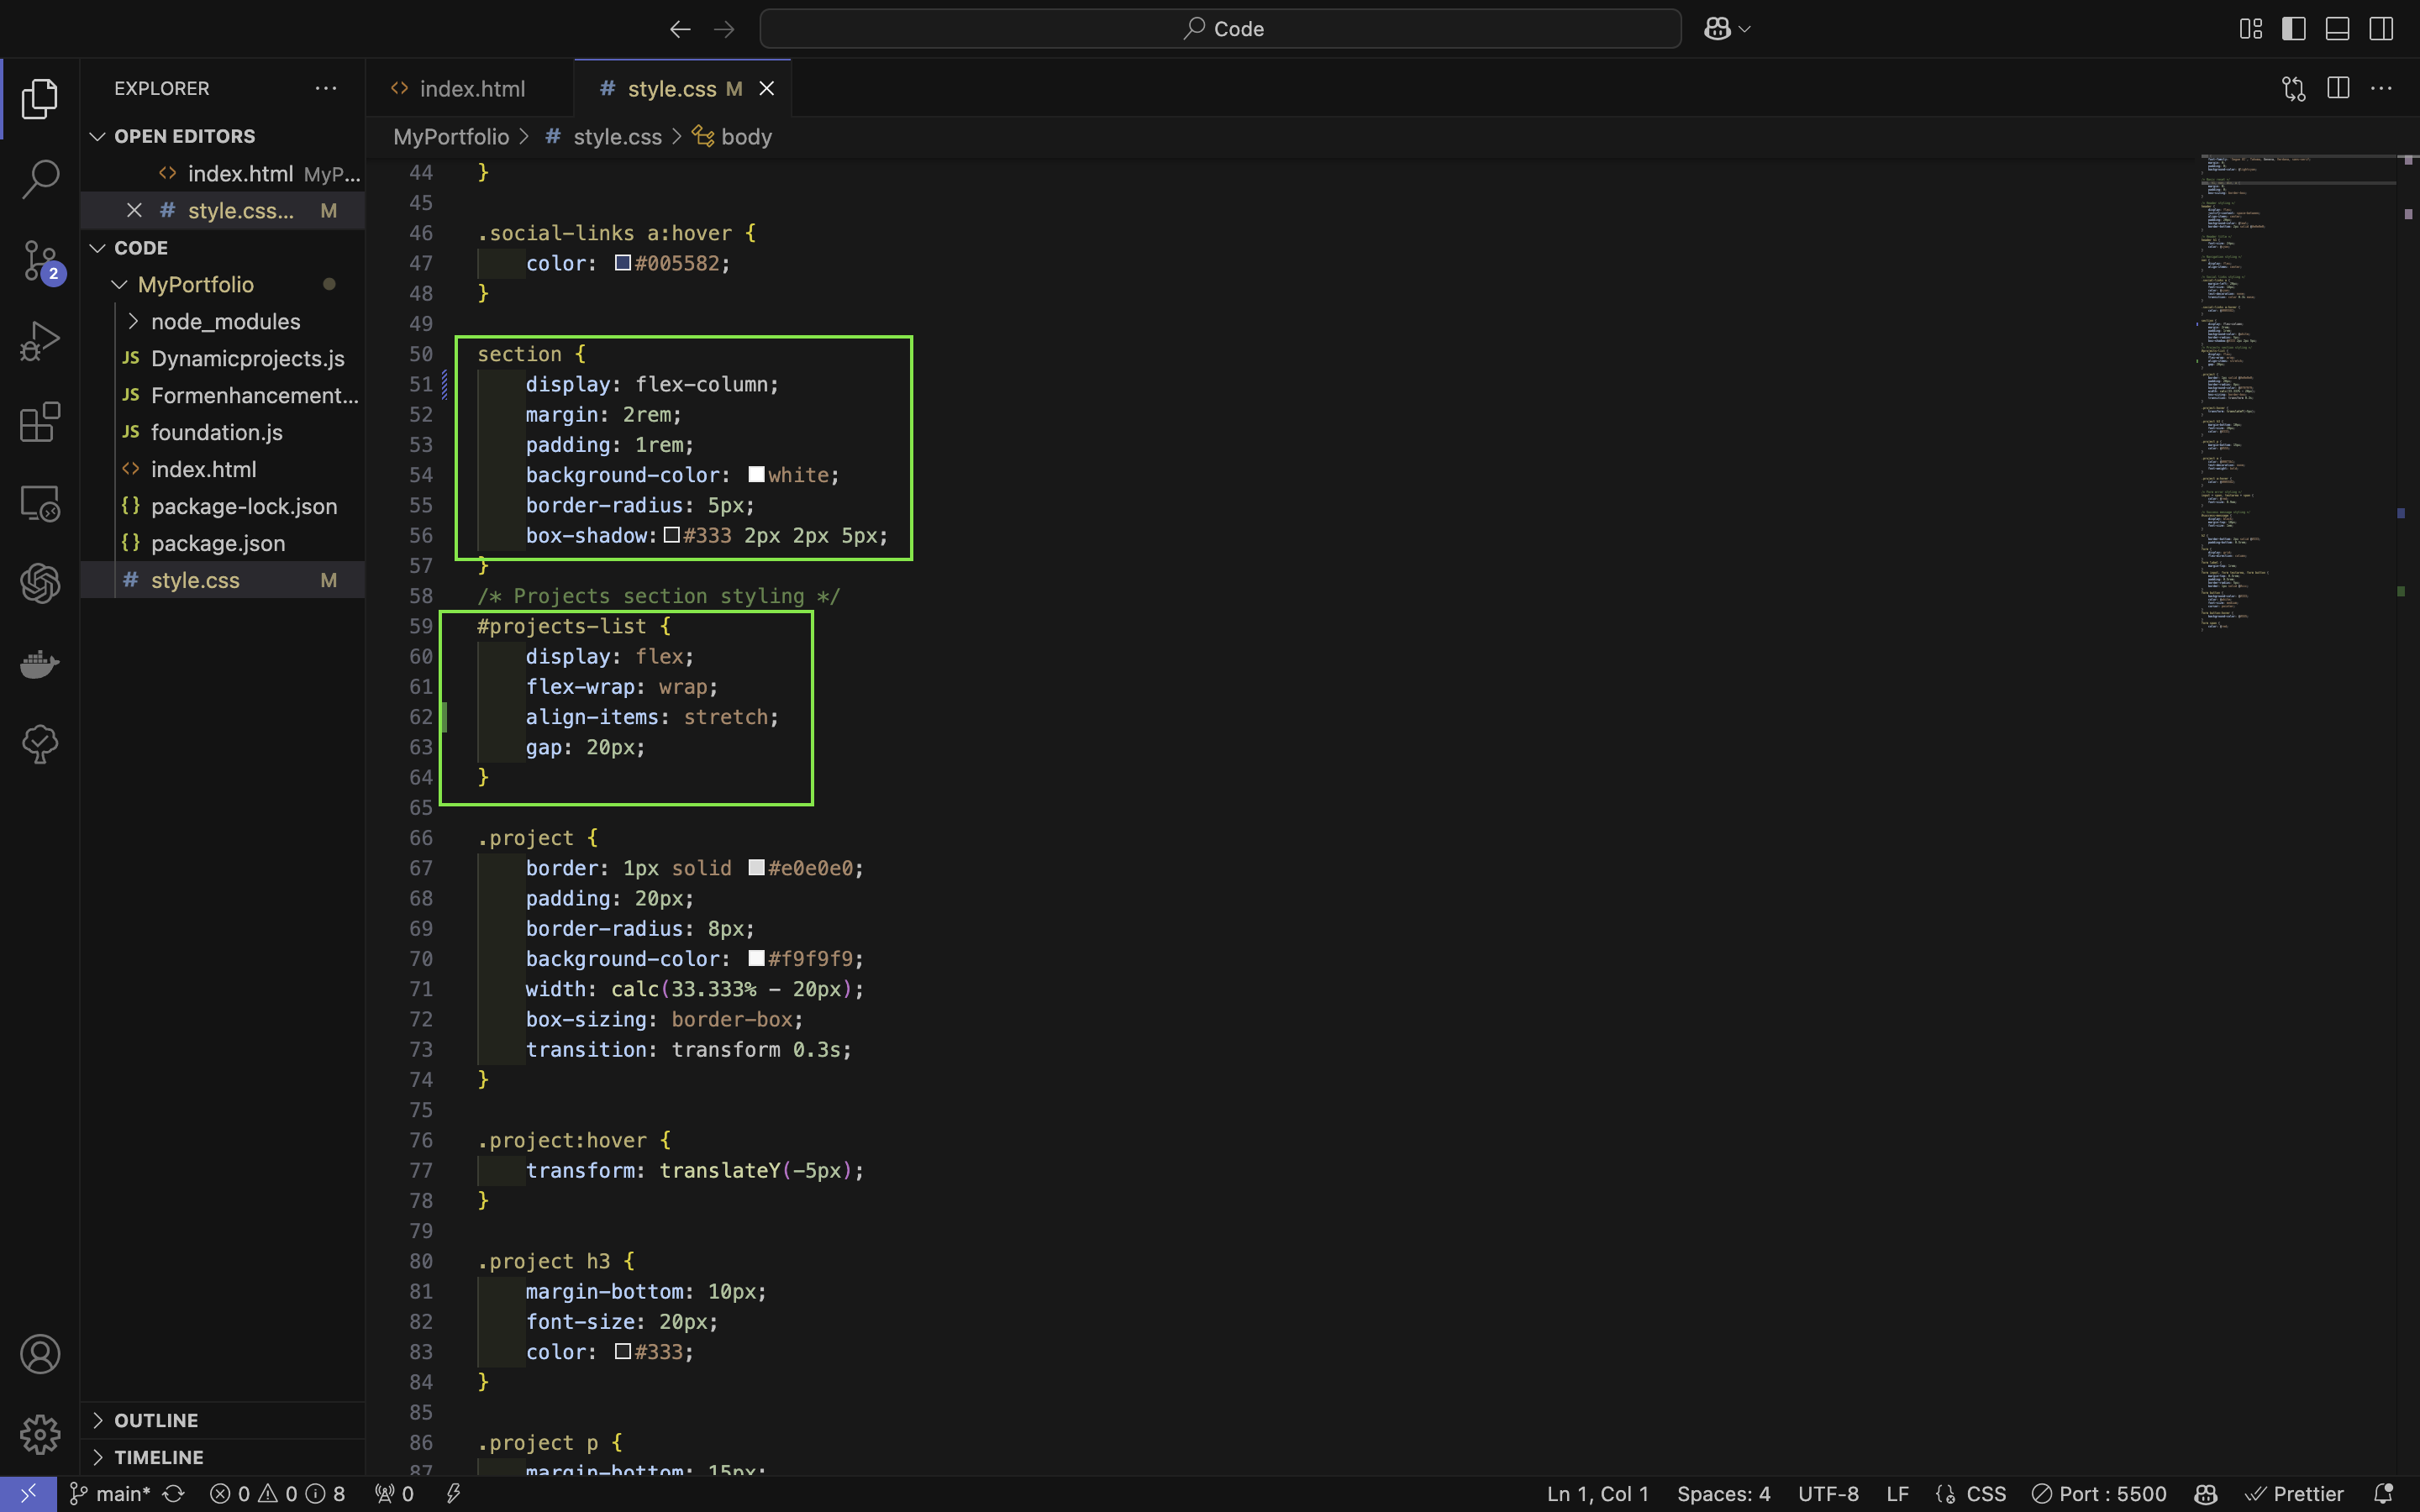 Code
EXPLORER
OPEN EDITORS
index.html MyP...
style.css... M
CODE
MyPortfolio
node_modules
JS Dynamicprojects.js
JS Formenhancement...
JS foundation.js
<> index.html
{} package-lock.json
{} package.json
# style.css M
OUTLINE
TIMELINE
2
<> index.html
# style.css M
MyPortfolio > # style.css > body
44 }
45
46 .social-links a:hover {
47 color: #005582;
48 }
49
50 section {
51 display: flex-column;
52 margin: 2rem;
53 padding: 1rem;
54 background-color: white;
55 border-radius: 5px;
56 box-shadow: #333 2px 2px 5px;
57 }
58 /* Projects section styling */
59 #projects-list {
60 display: flex;
61 flex-wrap: wrap;
62 align-items: stretch;
63 gap: 20px;
64 }
65
66 .project {
67 border: 1px solid #e0e0e0;
68 padding: 20px;
69 border-radius: 8px;
70 background-color: #f9f9f9;
71 width: calc(33.333% - 20px);
72 box-sizing: border-box;
73 transition: transform 0.3s;
74 }
75
76 .project:hover {
77 transform: translateY(-5px);
78 }
79
80 .project h3 {
81 margin-bottom: 10px;
82 font-size: 20px;
83 color: #333;
84 }
85
86 .project p {
87 margin-bottom: 15px;
main* 0 0 8 0 Ln 1, Col 1 Spaces: 4 UTF-8 LF {} CSS Port : 5500 Prettier